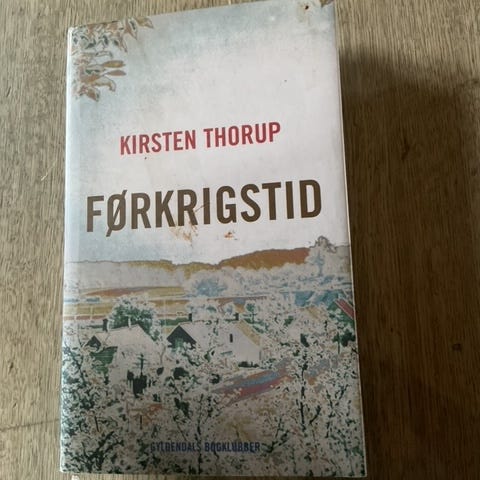 KIRSTEN THORUP
FØRKRIGSTID
GYLDENDALS BOGKLUBBER